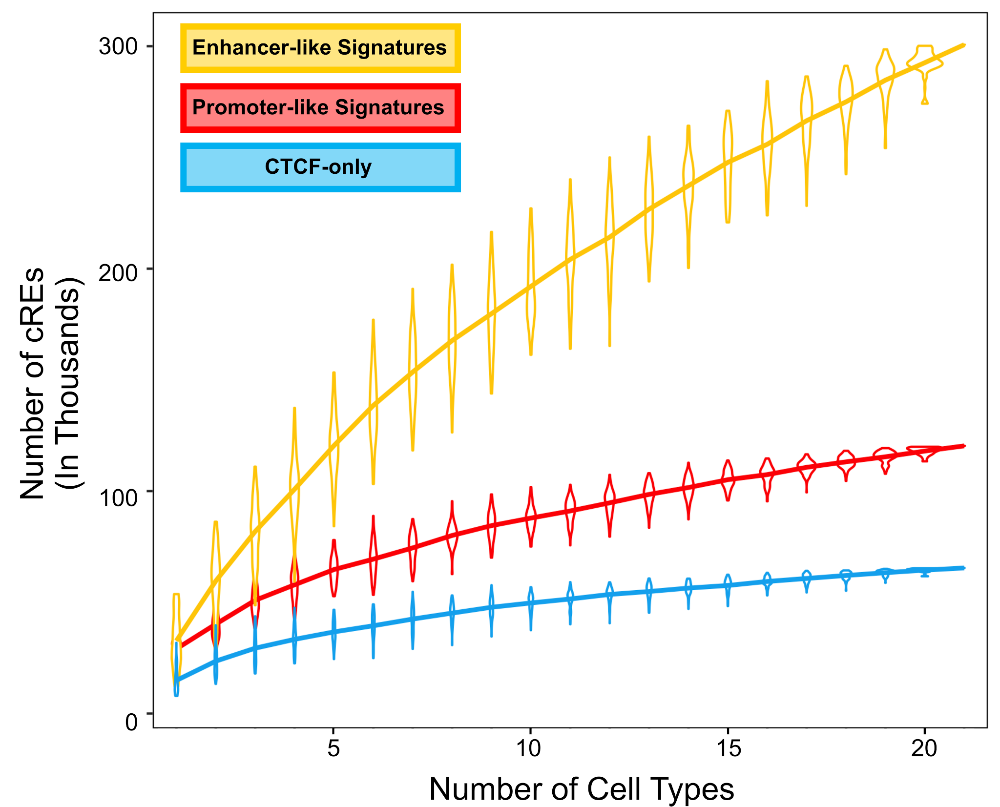 Enhancer-like Signatures
Promoter-like Signatures
CTCF-only
Number of cREs
(In Thousands)
300
200
100
0
5
10
15
20
Number of Cell Types